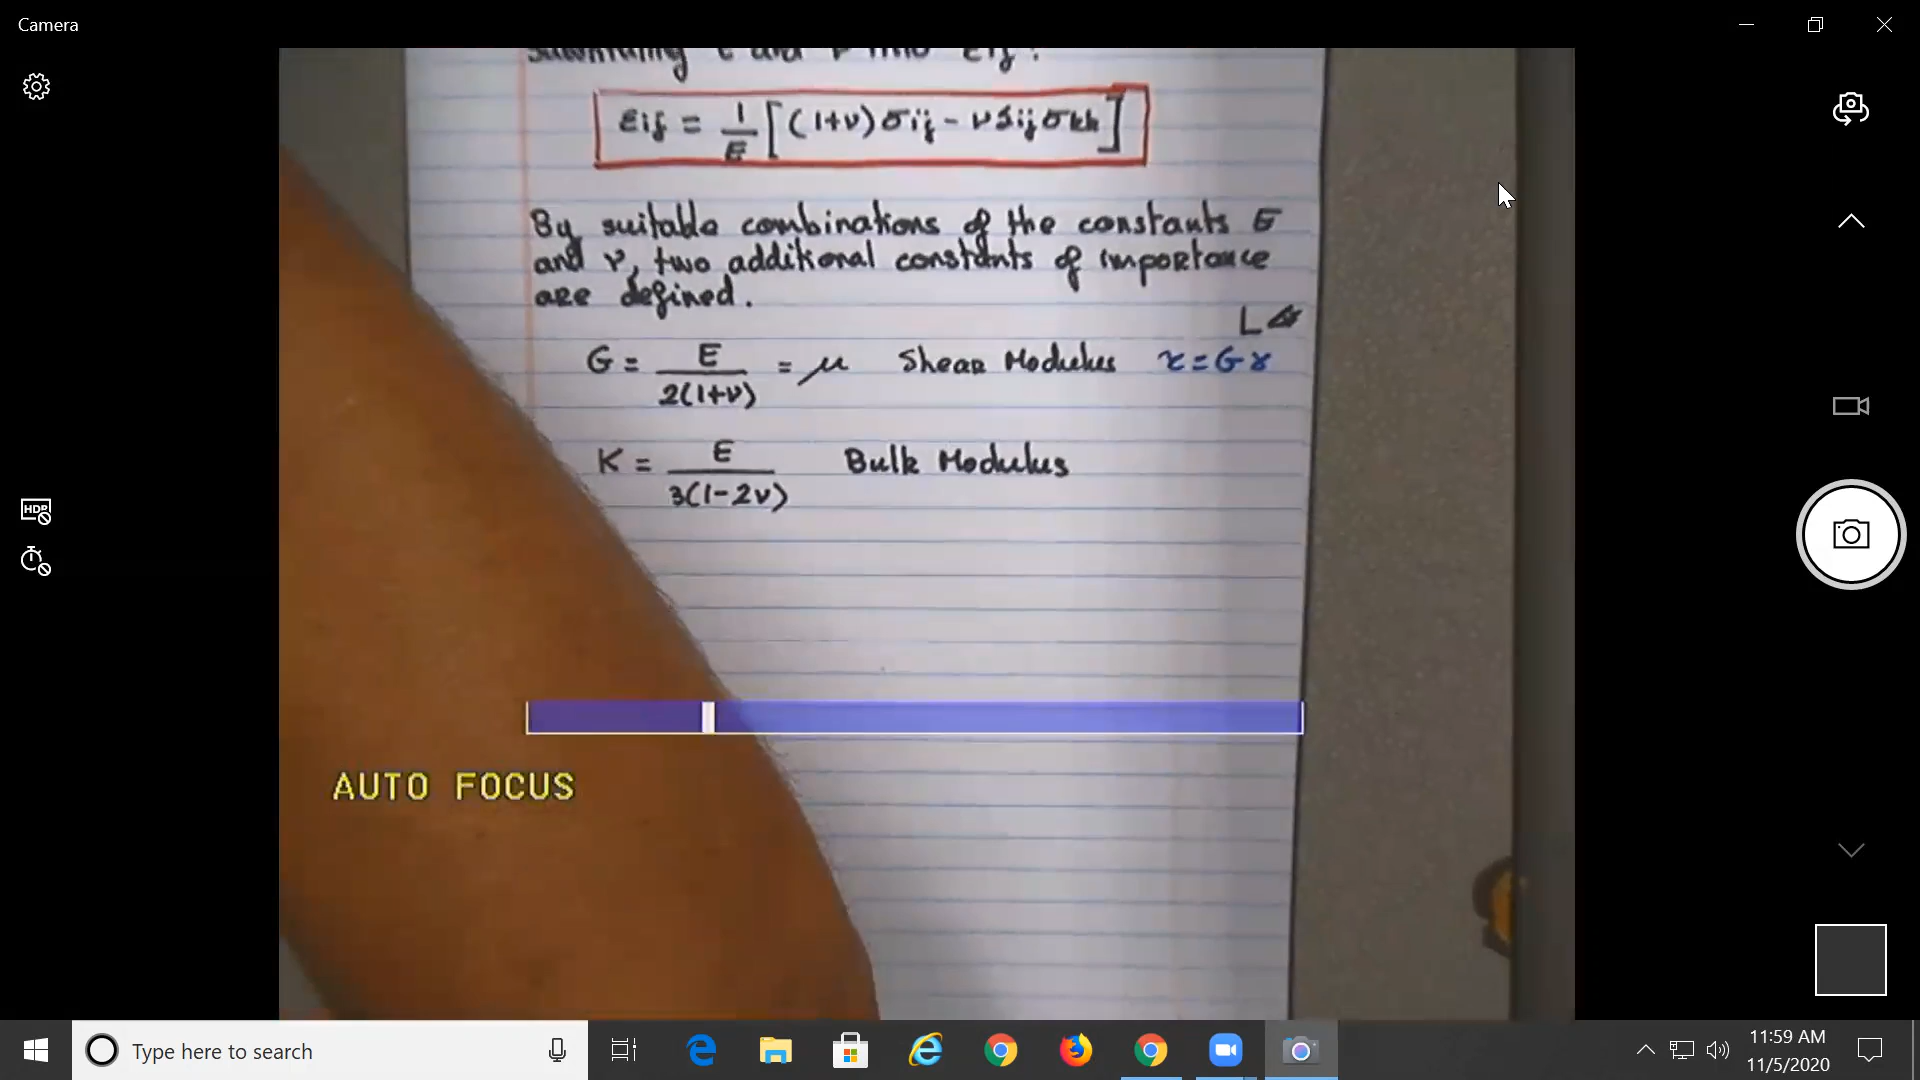 Camera
substituting
εij = 1/E [(1+ν)σij - νδijσkk]
By suitable combinations of the constants E
and ν, two additional constants of importance
are defined.
G = E/2(1+ν) = μ Shear Modulus τ = Gγ
K = E/3(1-2ν) Bulk Modulus
AUTO FOCUS
Type here to search
11:59 AM
11/5/2020